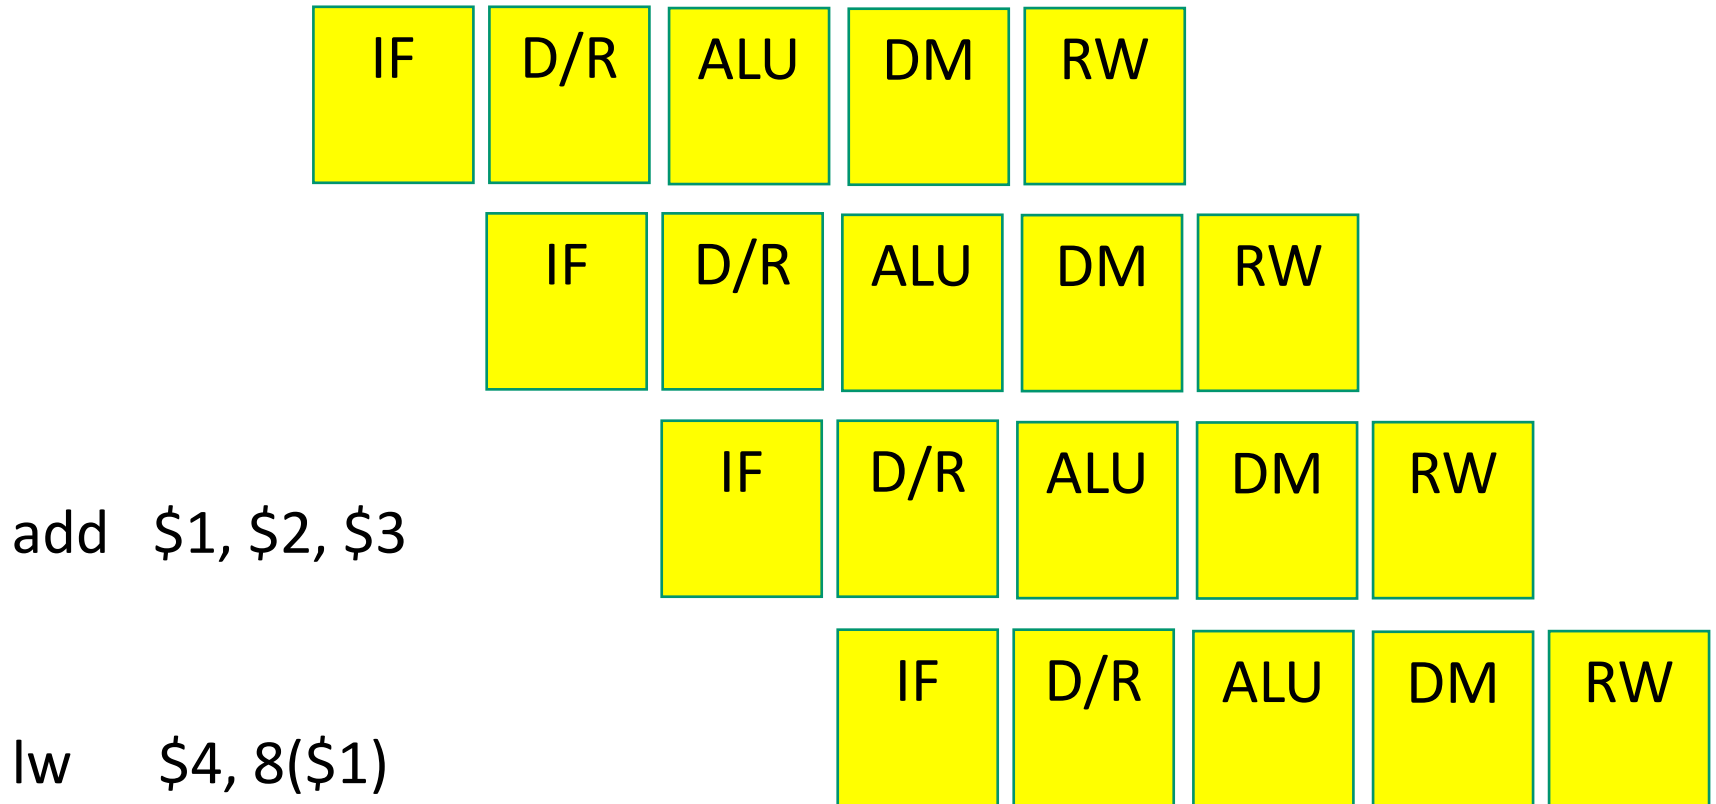 IF D/R ALU DM RW
IF D/R ALU DM RW
IF D/R ALU DM RW
add $1, $2, $3
IF D/R ALU DM RW
lw $4, 8($1)